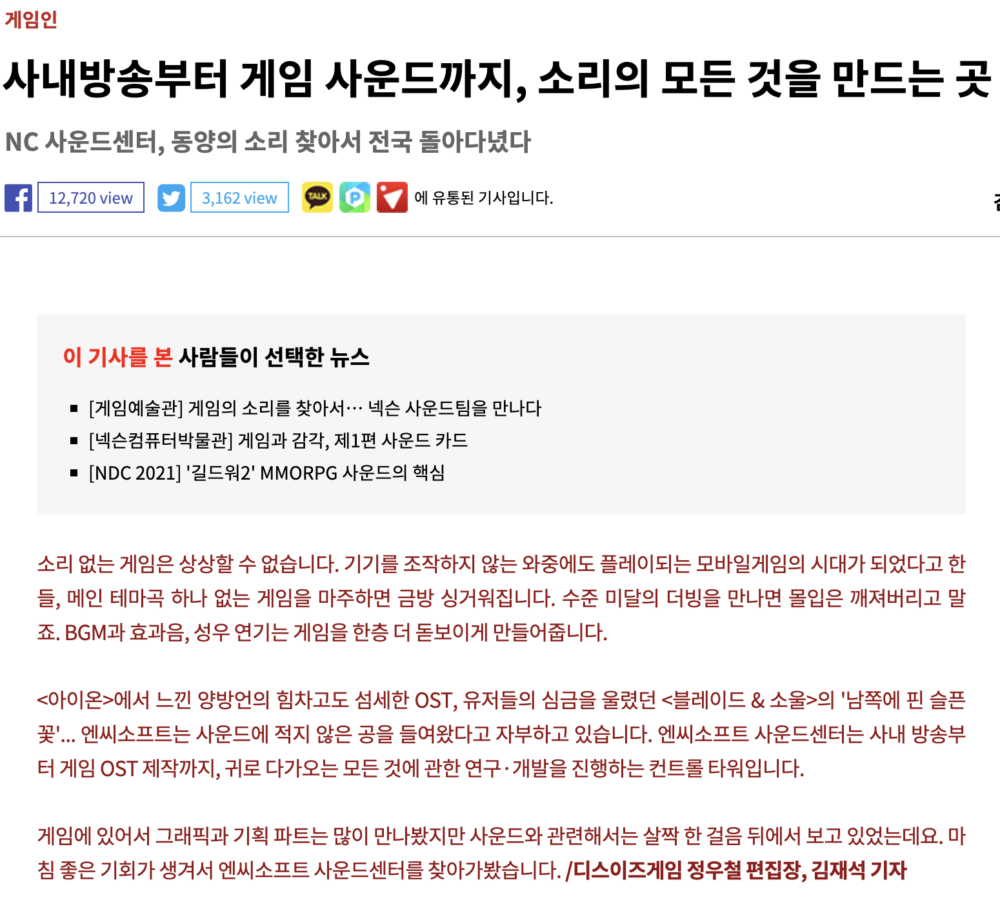 게임인
사내방송부터 게임 사운드까지, 소리의 모든 것을 만드는 곳
NC 사운드센터, 동양의 소리 찾아서 전국 돌아다녔다
12,720 view 3,162 view TALK P 에 유통된 기사입니다.
이 기사를 본 사람들이 선택한 뉴스
[게임예술관] 게임의 소리를 찾아서… 넥슨 사운드팀을 만나다
[넥슨컴퓨터박물관] 게임과 감각, 제1편 사운드 카드
[NDC 2021] '길드워2' MMORPG 사운드의 핵심
소리 없는 게임은 상상할 수 없습니다. 기기를 조작하지 않는 와중에도 플레이되는 모바일게임의 시대가 되었다고 한
들, 메인 테마곡 하나 없는 게임을 마주하면 금방 싱거워집니다. 수준 미달의 더빙을 만나면 몰입은 깨져버리고 말
죠. BGM과 효과음, 성우 연기는 게임을 한층 더 돋보이게 만들어줍니다.
<아이온>에서 느낀 양방언의 힘차고도 섬세한 OST, 유저들의 심금을 울렸던 <블레이드 & 소울>의 '남쪽에 핀 슬픈
꽃'... 엔씨소프트는 사운드에 적지 않은 공을 들여왔다고 자부하고 있습니다. 엔씨소프트 사운드센터는 사내 방송부
터 게임 OST 제작까지, 귀로 다가오는 모든 것에 관한 연구·개발을 진행하는 컨트롤 타워입니다.
게임에 있어서 그래픽과 기획 파트는 많이 만나봤지만 사운드와 관련해서는 살짝 한 걸음 뒤에서 보고 있었는데요. 마
침 좋은 기회가 생겨서 엔씨소프트 사운드센터를 찾아가봤습니다. /디스이즈게임 정우철 편집장, 김재석 기자